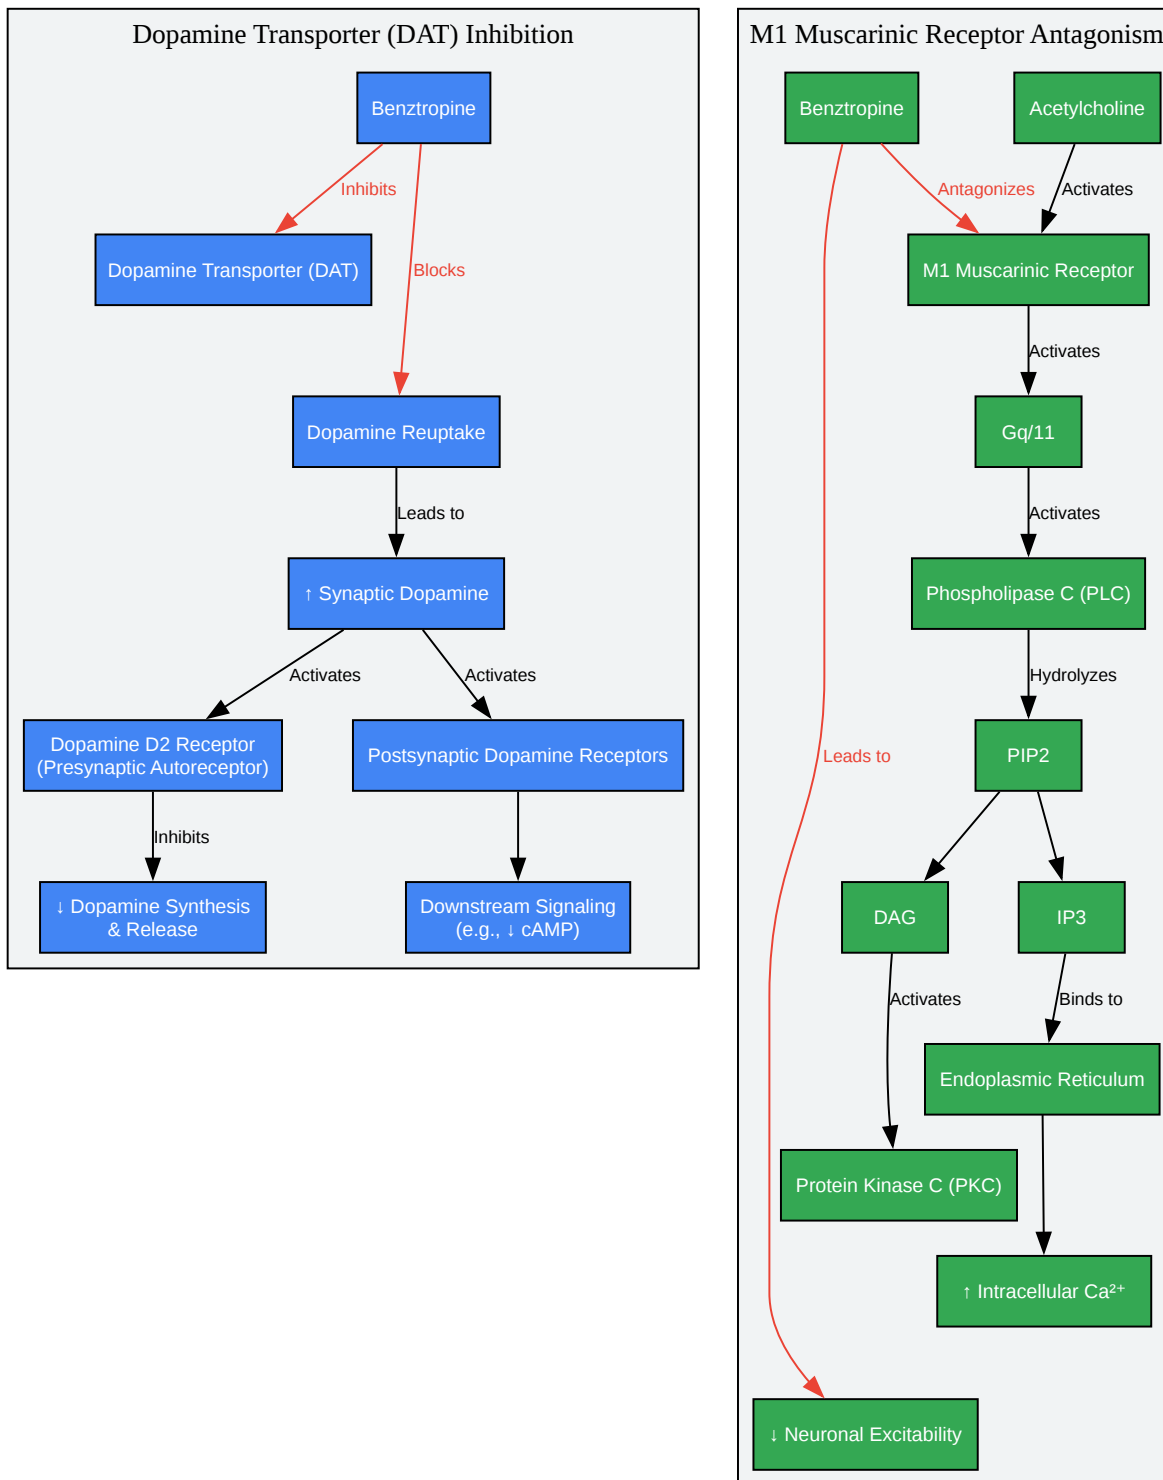 Dopamine Transporter (DAT) Inhibition
Benztropine
Inhibits
Dopamine Transporter (DAT)
Blocks
Dopamine Reuptake
Leads to
↑ Synaptic Dopamine
Activates
Activates
Dopamine D2 Receptor
(Presynaptic Autoreceptor)
Postsynaptic Dopamine Receptors
Inhibits
↓ Dopamine Synthesis
& Release
Downstream Signaling
(e.g., ↓ cAMP)
M1 Muscarinic Receptor Antagonism
Benztropine
Acetylcholine
Antagonizes
Activates
M1 Muscarinic Receptor
Activates
Gq/11
Activates
Phospholipase C (PLC)
Hydrolyzes
Leads to
PIP2
DAG
IP3
Activates
Binds to
Endoplasmic Reticulum
Protein Kinase C (PKC)
↑ Intracellular Ca²⁺
↓ Neuronal Excitability